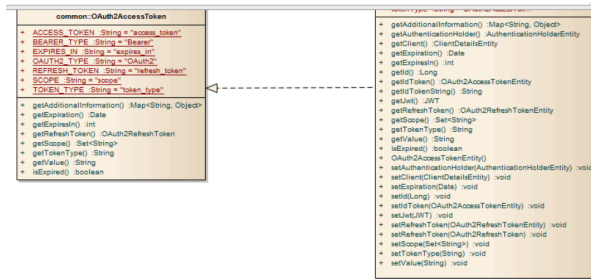 common::OAuth2AccessToken
+ ACCESS_TOKEN :String = "access_token"
+ BEARER_TYPE :String = "Bearer"
+ EXPIRES_IN :String = "expires_in"
+ OAUTH2_TYPE :String = "OAuth2"
+ REFRESH_TOKEN :String = "refresh_token"
+ SCOPE :String = "scope"
+ TOKEN_TYPE :String = "token_type"
+ getAdditionalInformation() :Map<String, Object>
+ getExpiration() :Date
+ getExpiresIn() :int
+ getRefreshToken() :OAuth2RefreshToken
+ getScope() :Set<String>
+ getTokenType() :String
+ getValue() :String
+ isExpired() :boolean
+ getAdditionalInformation() :Map<String, Object>
+ getAuthenticationHolder() :AuthenticationHolderEntity
+ getClient() :ClientDetailsEntity
+ getExpiration() :Date
+ getExpiresIn() :int
+ getId() :Long
+ getIdToken() :OAuth2AccessTokenEntity
+ getIdTokenString() :String
+ getJwt() :JWT
+ getRefreshToken() :OAuth2RefreshTokenEntity
+ getScope() :Set<String>
+ getTokenType() :String
+ getValue() :String
+ isExpired() :boolean
+ OAuth2AccessTokenEntity()
+ setAuthenticationHolder(AuthenticationHolderEntity) :void
+ setClient(ClientDetailsEntity) :void
+ setExpiration(Date) :void
+ setId(Long) :void
+ setIdToken(OAuth2AccessTokenEntity) :void
+ setJwt(JWT) :void
+ setRefreshToken(OAuth2RefreshTokenEntity) :void
+ setRefreshToken(OAuth2RefreshToken) :void
+ setScope(Set<String>) :void
+ setTokenType(String) :void
+ setValue(String) :void